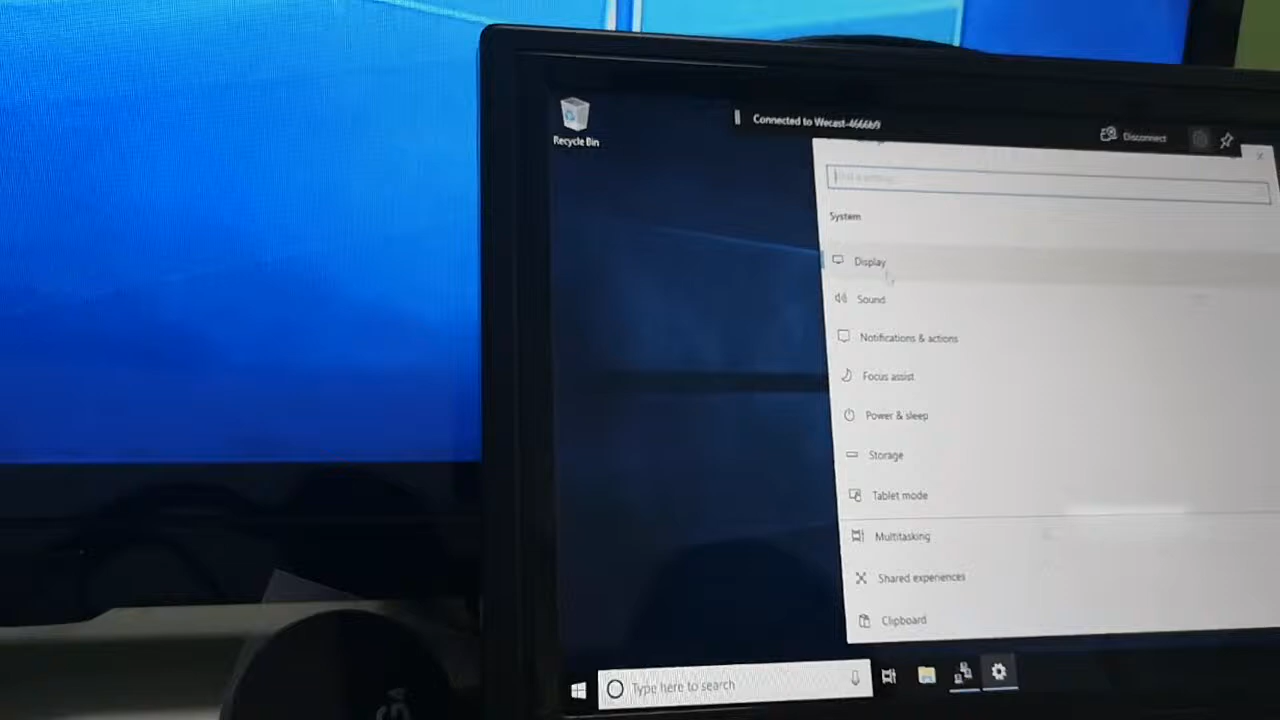 Recycle Bin
Connected to Wecast-4666b9
Disconnect
System
Display
Sound
Notifications & actions
Focus assist
Power & sleep
Storage
Tablet mode
Multitasking
Shared experiences
Clipboard
Type here to search